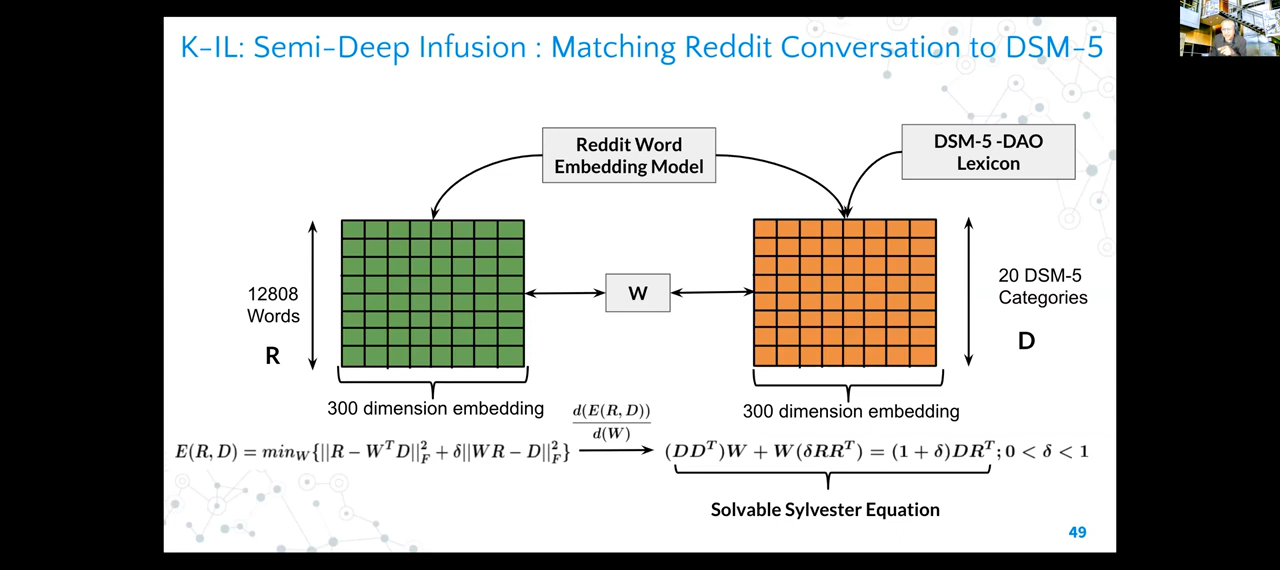 K-IL: Semi-Deep Infusion : Matching Reddit Conversation to DSM-5
Reddit Word
Embedding Model
DSM-5 -DAO
Lexicon
12808
Words
R
W
20 DSM-5
Categories
D
300 dimension embedding
300 dimension embedding
E(R, D) = min_W{||R − W^T D||_F^2 + δ||WR − D||_F^2}
d(E(R, D))
d(W)
(DD^T)W + W(δRR^T) = (1 + δ)DR^T; 0 < δ < 1
Solvable Sylvester Equation
49